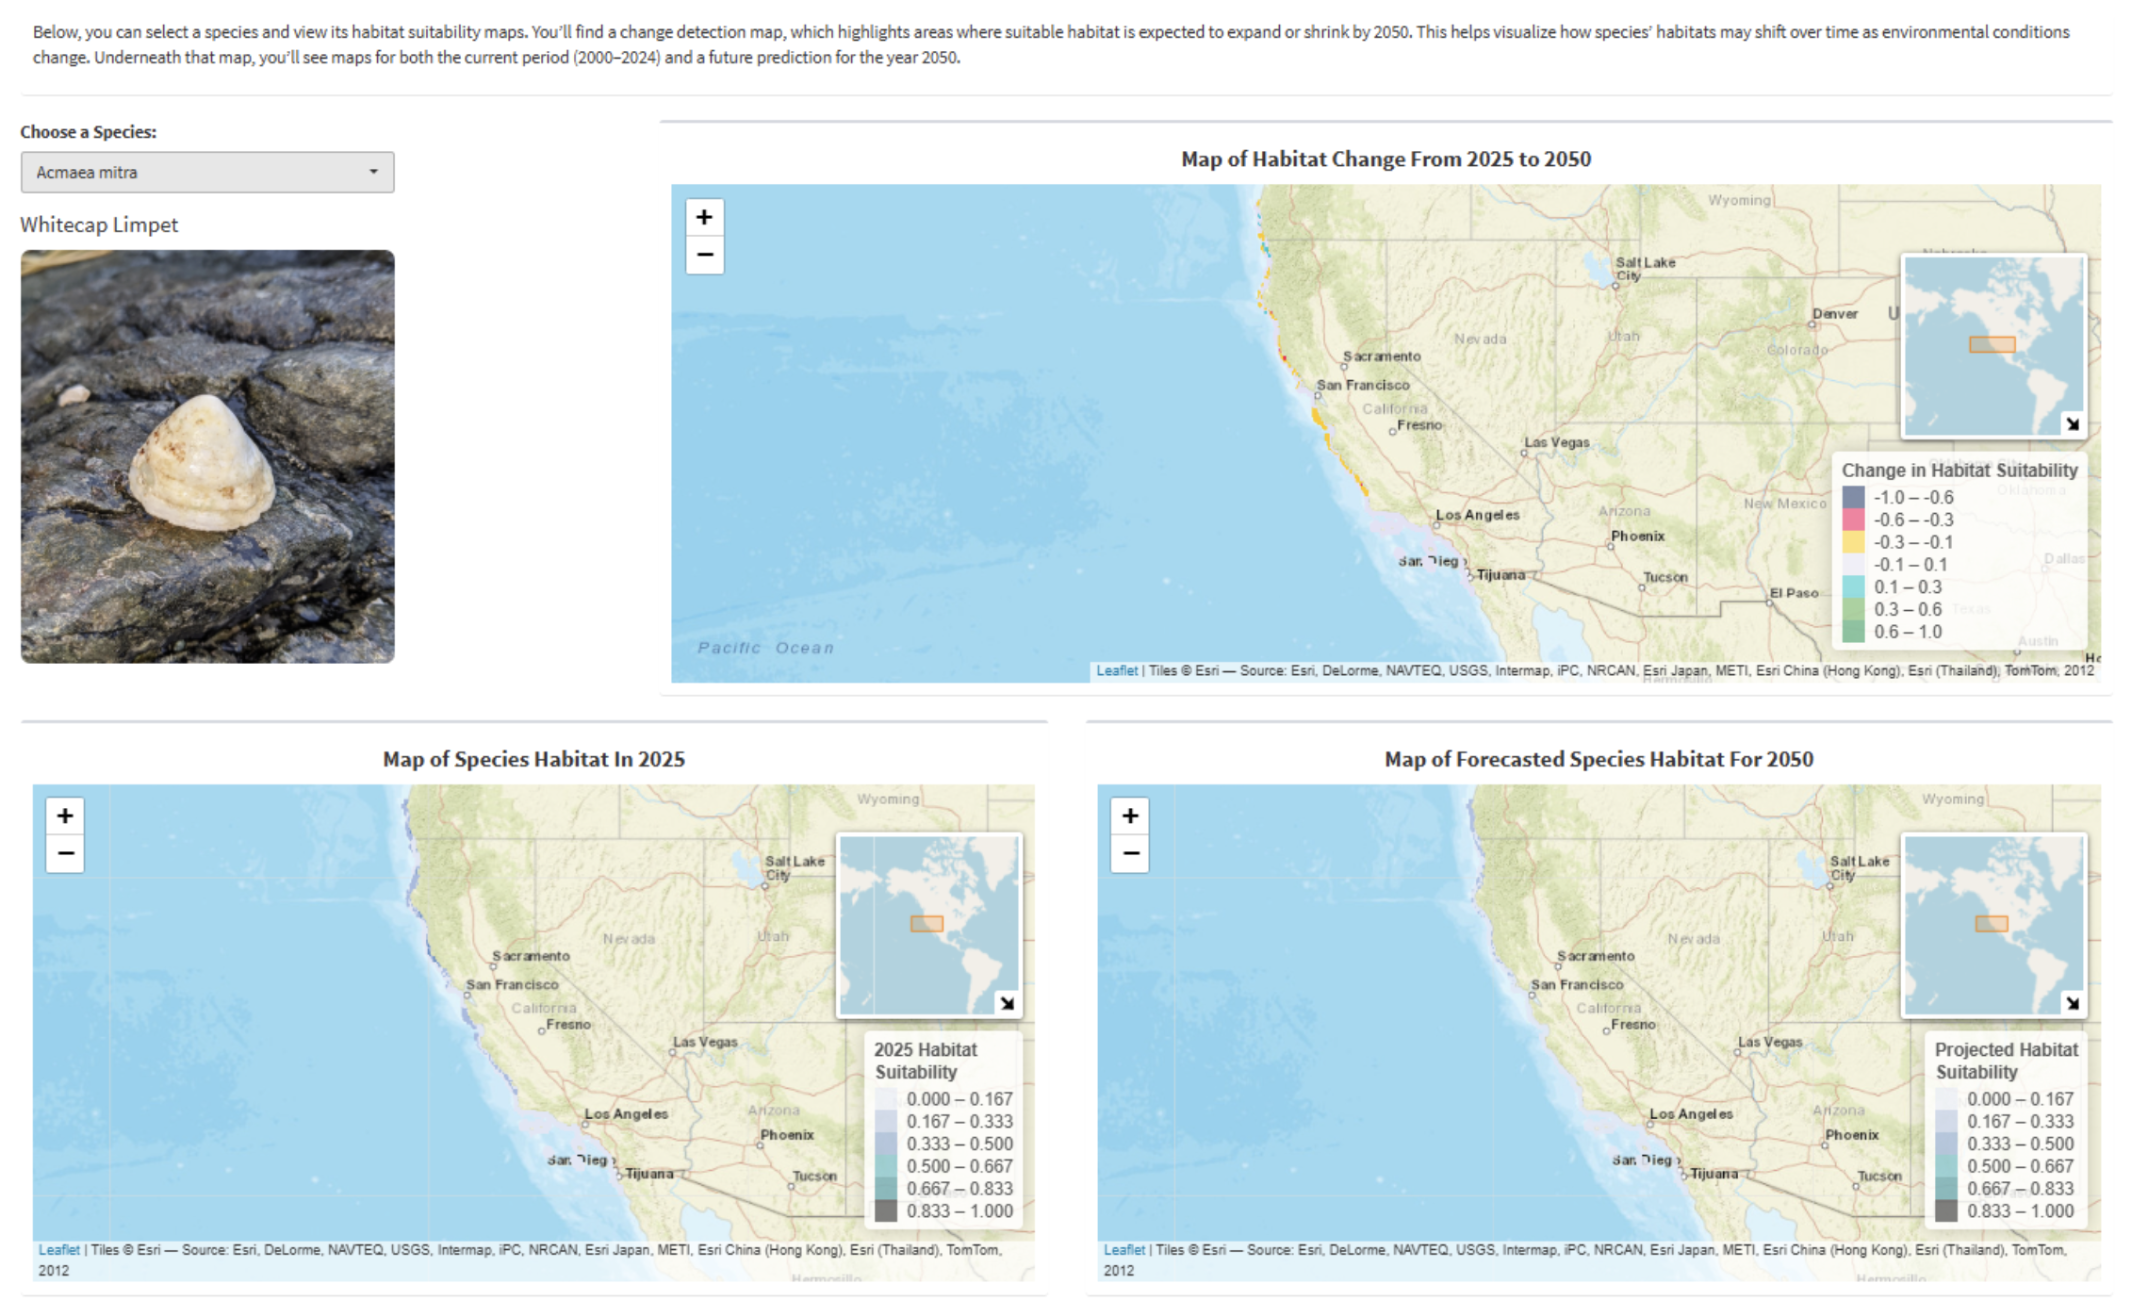 Below, you can select a species and view its habitat suitability maps. You'll find a change detection map, which highlights areas where suitable habitat is expected to expand or shrink by 2050. This helps visualize how species' habitats may shift over time as environmental conditions
change. Underneath that map, you'll see maps for both the current period (2000–2024) and a future prediction for the year 2050.
Choose a Species:
Acmaea mitra
Whitecap Limpet
Map of Habitat Change From 2025 to 2050
+
−
Wyoming
Salt Lake
City
Denver
U
Nevada
Utah
Colorado
Sacramento
San Francisco
California
Fresno
Las Vegas
Los Angeles
Arizona
New Mexico
Phoenix
Tijuana
Tucson
El Paso
Dallas
Texas
Austin
Pacific Ocean
Change in Habitat Suitability
-1.0 – -0.6
-0.6 – -0.3
-0.3 – -0.1
-0.1 – 0.1
0.1 – 0.3
0.3 – 0.6
0.6 – 1.0
Leaflet | Tiles © Esri — Source: Esri, DeLorme, NAVTEQ, USGS, Intermap, iPC, NRCAN, Esri Japan, METI, Esri China (Hong Kong), Esri (Thailand), TomTom, 2012
Map of Species Habitat In 2025
+
−
Wyoming
Salt Lake
City
Nevada
Utah
Sacramento
San Francisco
California
Fresno
Las Vegas
Los Angeles
Arizona
Phoenix
Tijuana
Tucson
2025 Habitat
Suitability
0.000 – 0.167
0.167 – 0.333
0.333 – 0.500
0.500 – 0.667
0.667 – 0.833
0.833 – 1.000
Leaflet | Tiles © Esri — Source: Esri, DeLorme, NAVTEQ, USGS, Intermap, iPC, NRCAN, Esri Japan, METI, Esri China (Hong Kong), Esri (Thailand), TomTom,
2012
Map of Forecasted Species Habitat For 2050
+
−
Wyoming
Salt Lake
City
Nevada
Utah
Sacramento
San Francisco
California
Fresno
Las Vegas
Los Angeles
Arizona
Phoenix
Tijuana
Tucson
Projected Habitat
Suitability
0.000 – 0.167
0.167 – 0.333
0.333 – 0.500
0.500 – 0.667
0.667 – 0.833
0.833 – 1.000
Leaflet | Tiles © Esri — Source: Esri, DeLorme, NAVTEQ, USGS, Intermap, iPC, NRCAN, Esri Japan, METI, Esri China (Hong Kong), Esri (Thailand), TomTom,
2012